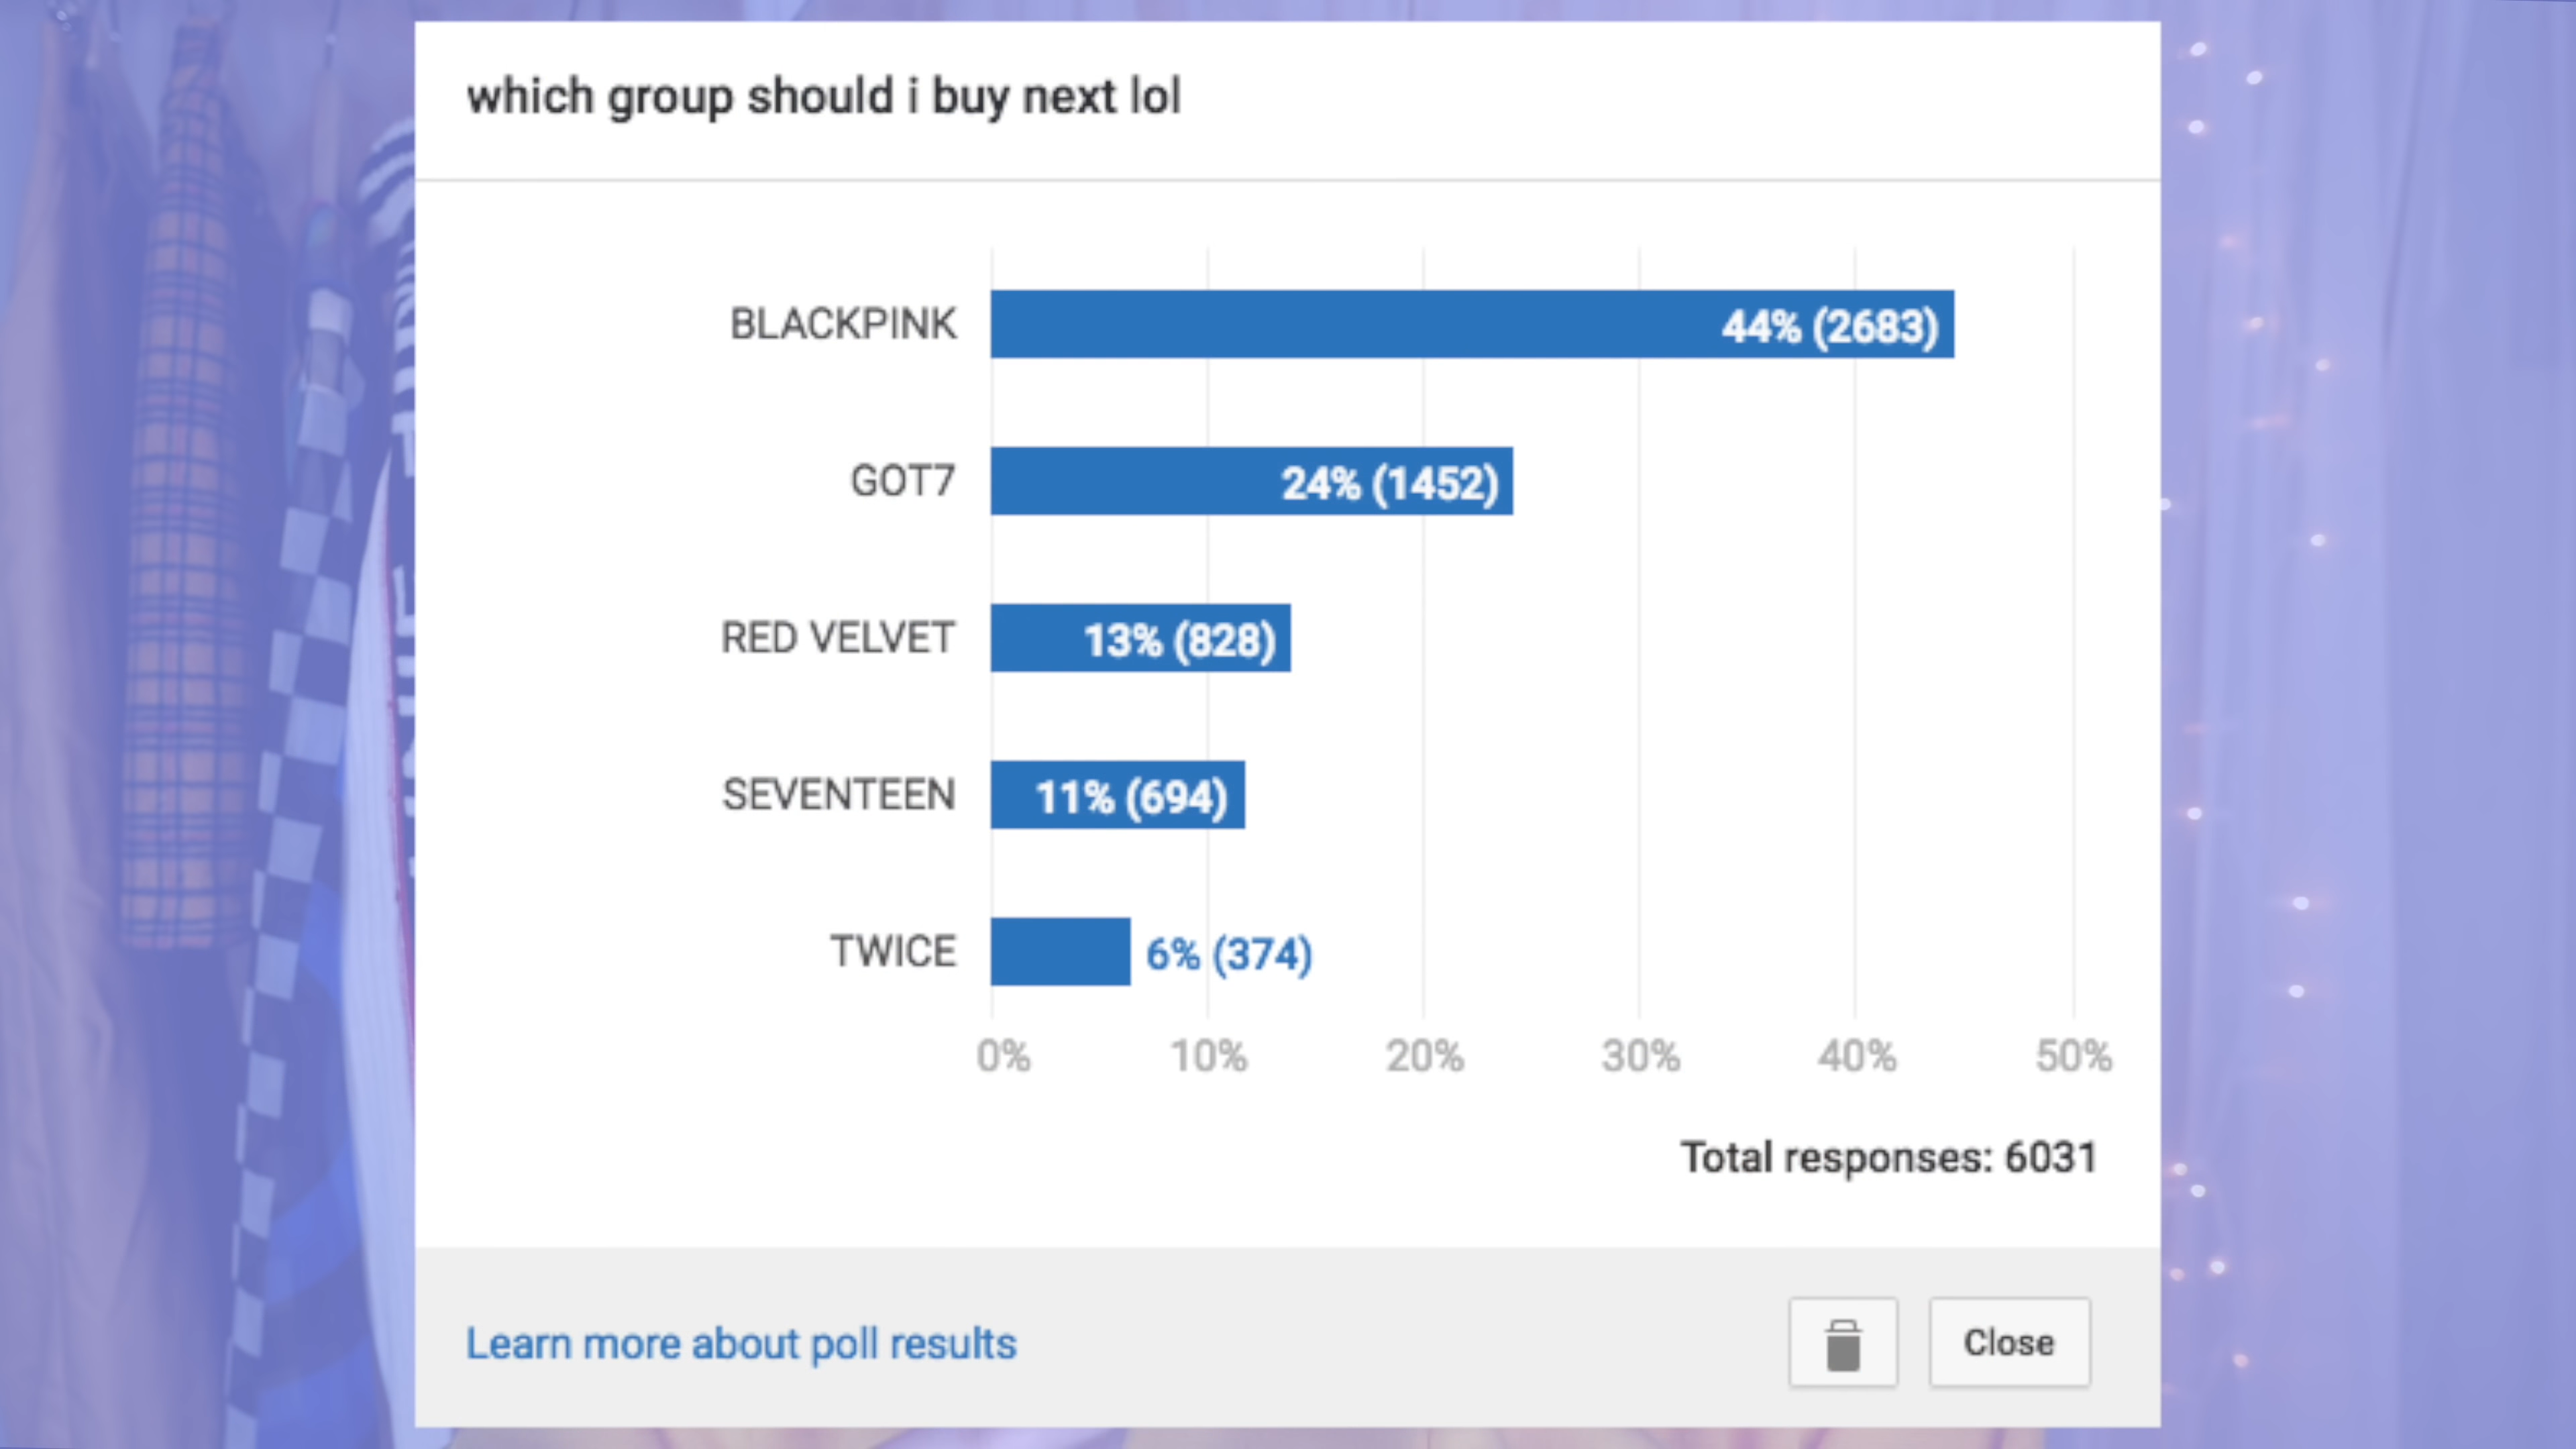 which group should i buy next lol
BLACKPINK 44% (2683)
GOT7 24% (1452)
RED VELVET 13% (828)
SEVENTEEN 11% (694)
TWICE 6% (374)
0% 10% 20% 30% 40% 50%
Total responses: 6031
Learn more about poll results Close